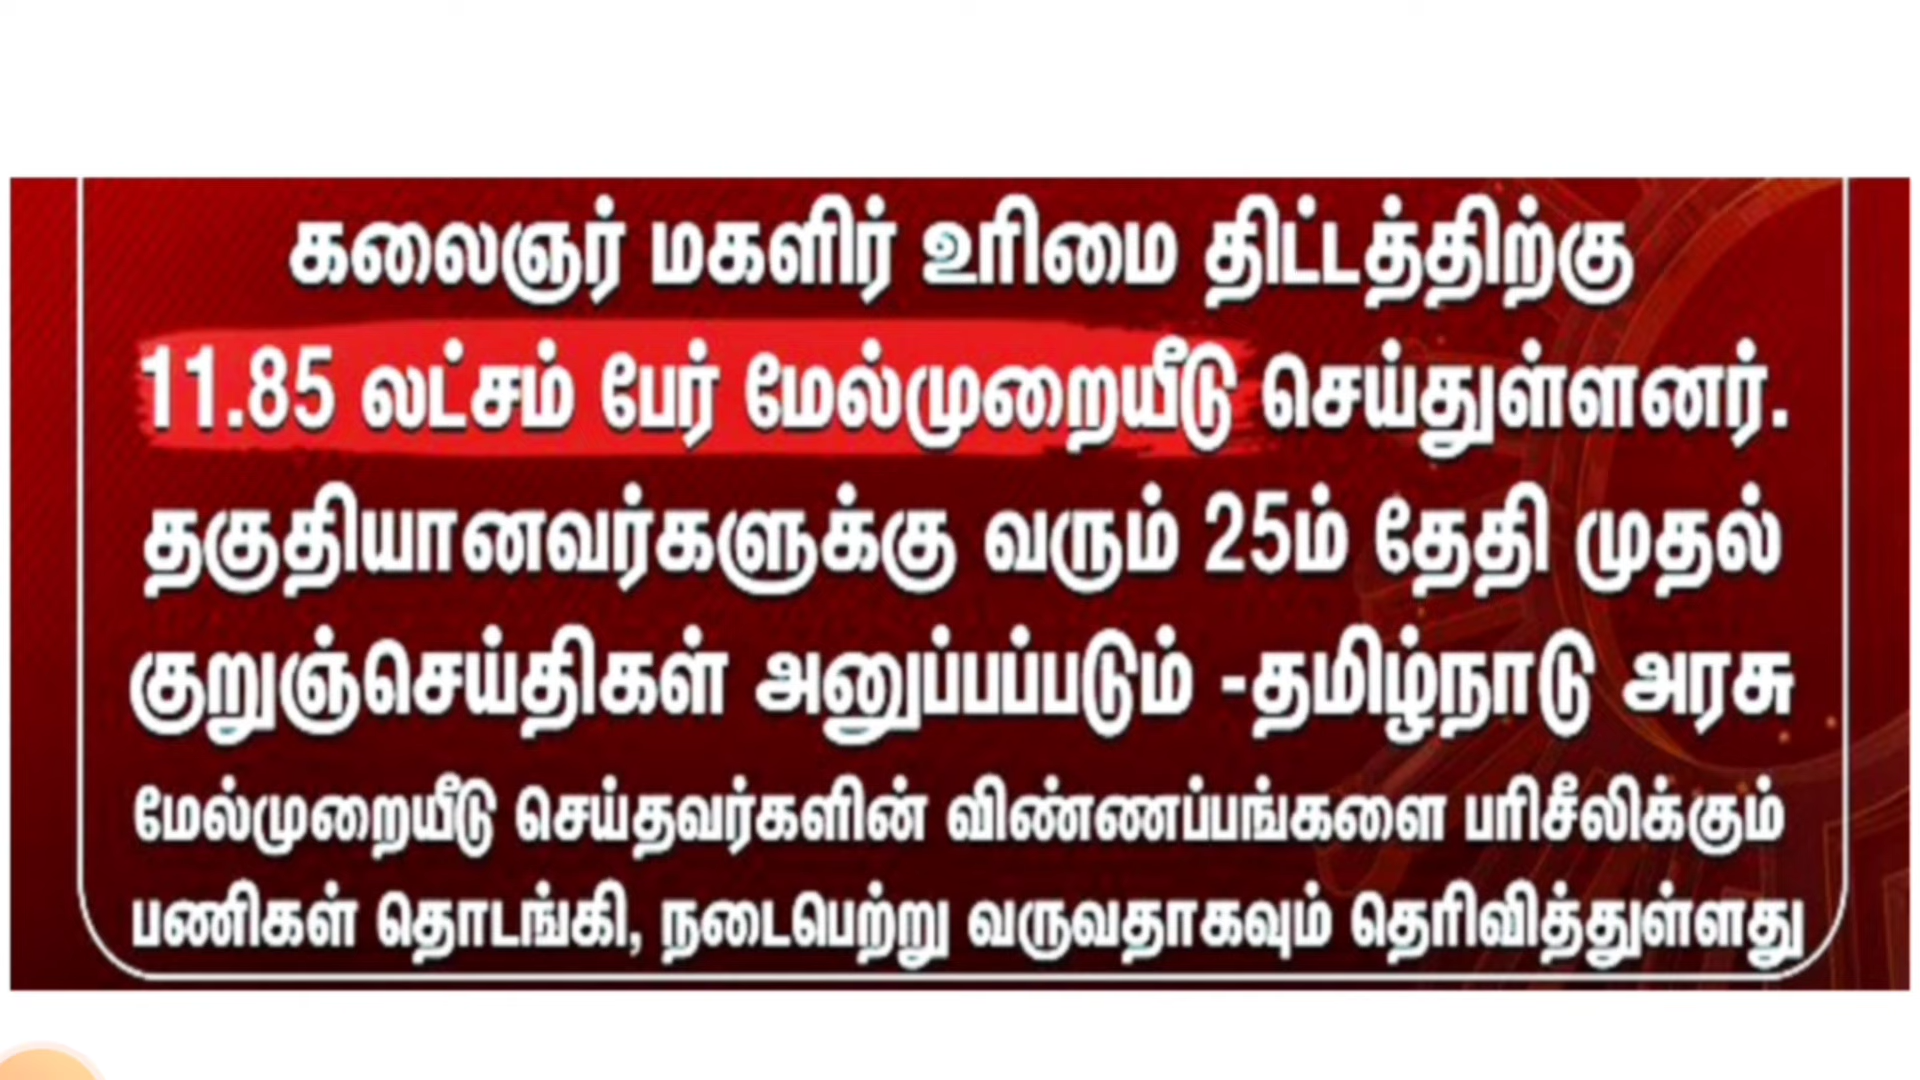 கலைஞர் மகளிர் உரிமை திட்டத்திற்கு
11.85 லட்சம் பேர் மேல்முறையீடு செய்துள்ளனர்.
தகுதியானவர்களுக்கு வரும் 25ம் தேதி முதல்
குறுஞ்செய்திகள் அனுப்பப்படும் -தமிழ்நாடு அரசு
மேல்முறையீடு செய்தவர்களின் விண்ணப்பங்களை பரிசீலிக்கும்
பணிகள் தொடங்கி, நடைபெற்று வருவதாகவும் தெரிவித்துள்ளது